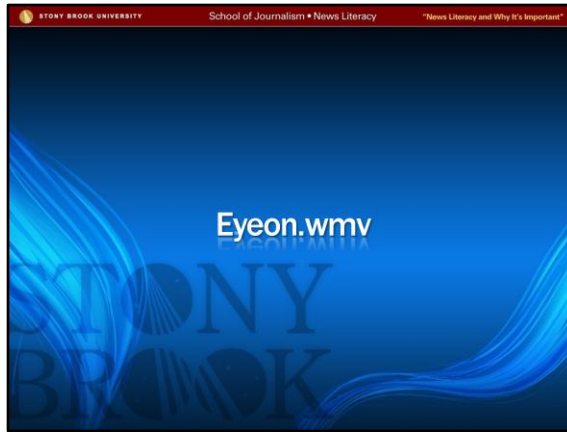 STONY BROOK UNIVERSITY School of Journalism • News Literacy "News Literacy and Why It's Important"
Eyeon.wmv
STONY
BROOK